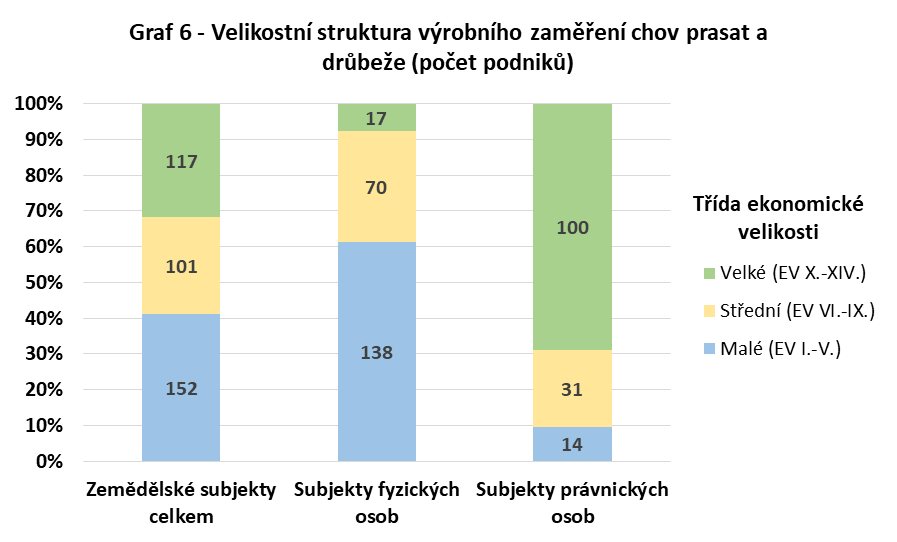 Graf 6 - Velikostní struktura výrobního zaměření chov prasat a
drůbeže (počet podniků)
100%
90%
80%
70%
60%
50%
40%
30%
20%
10%
0%
117
101
152
17
70
138
100
31
14
Zemědělské subjekty
celkem
Subjekty fyzických
osob
Subjekty právnických
osob
Třída ekonomické
velikosti
Velké (EV X.-XIV.)
Střední (EV VI.-IX.)
Malé (EV I.-V.)